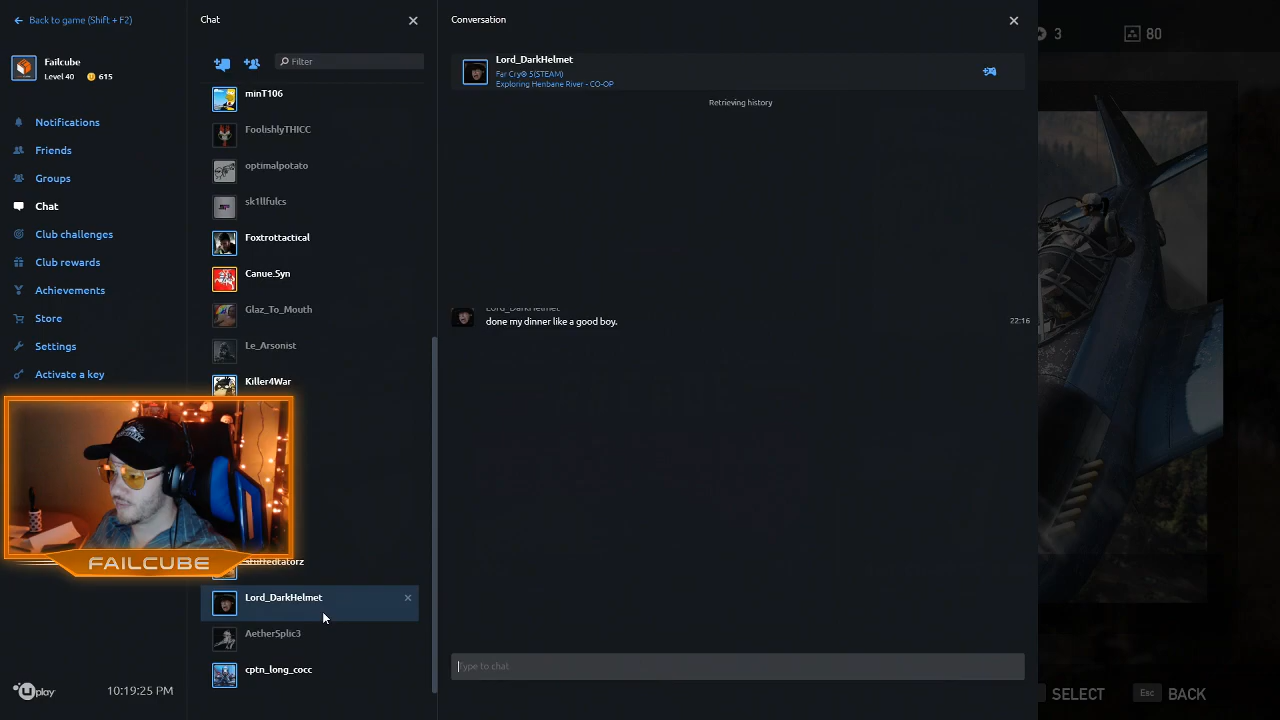 Back to game (Shift + F2)
Failcube
Level 40
615
Notifications
Friends
Groups
Chat
Club challenges
Club rewards
Achievements
Store
Settings
Activate a key
FAILCUBE
uplay
10:19:25 PM
Chat
Filter
minT106
FoolishlyTHICC
optimalpotato
sk1llfulcs
Foxtrottactical
Canue.Syn
Glaz_To_Mouth
Le_Arsonist
Killer4War
Lord_DarkHelmet
AetherSplic3
cptn_long_cocc
Conversation
Lord_DarkHelmet
Far Cry® 5(STEAM)
Exploring Henbane River - CO-OP
Retrieving history
Lord_DarkHelmet
done my dinner like a good boy.
22:16
Type to chat
3
80
SELECT
Esc BACK